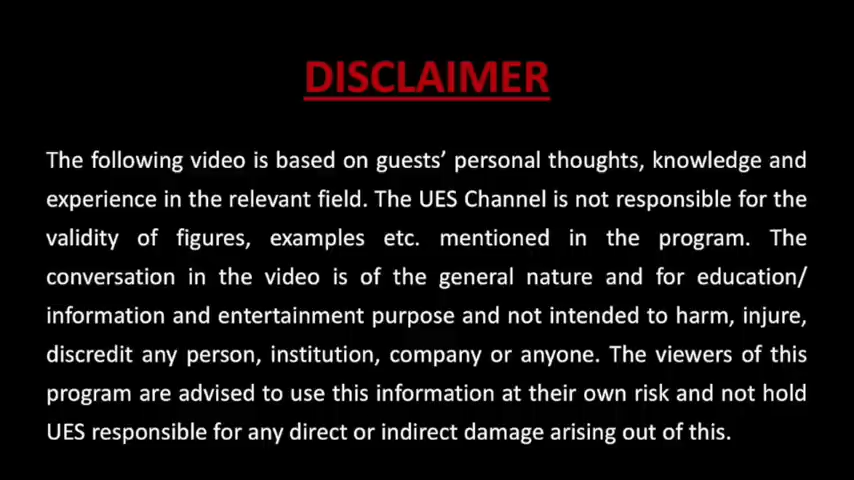 DISCLAIMER
The following video is based on guests’ personal thoughts, knowledge and
experience in the relevant field. The UES Channel is not responsible for the
validity of figures, examples etc. mentioned in the program. The
conversation in the video is of the general nature and for education/
information and entertainment purpose and not intended to harm, injure,
discredit any person, institution, company or anyone. The viewers of this
program are advised to use this information at their own risk and not hold
UES responsible for any direct or indirect damage arising out of this.